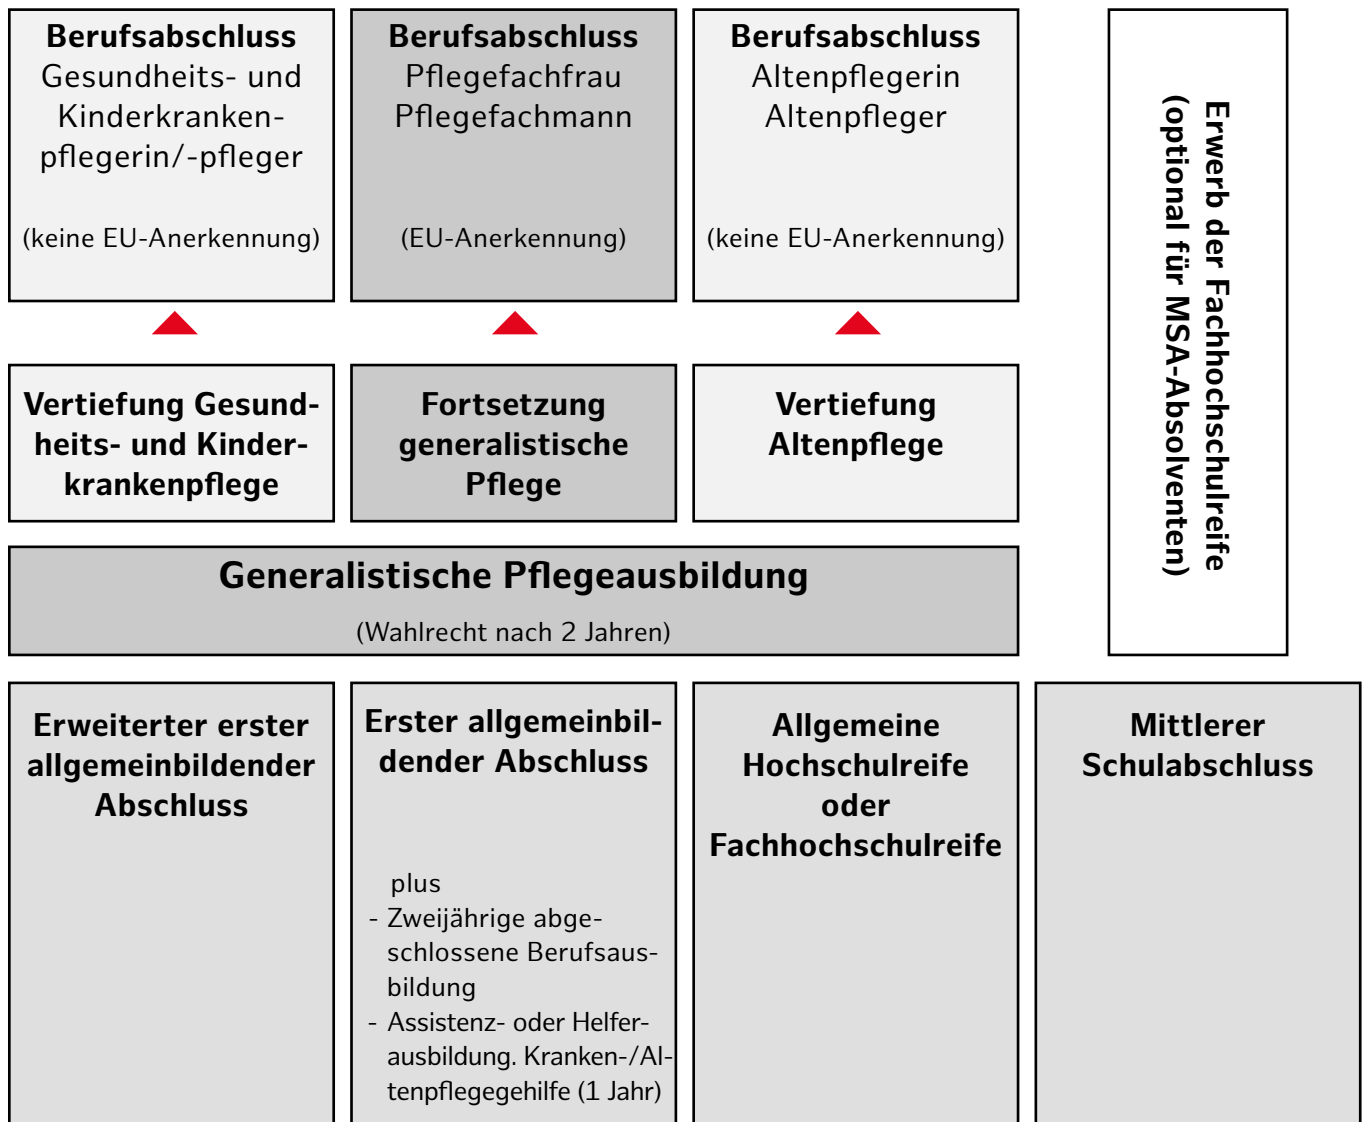 Berufsabschluss
Gesundheits- und
Kinderkranken-
pflegerin/-pfleger
(keine EU-Anerkennung)
Berufsabschluss
Pflegefachfrau
Pflegefachmann
(EU-Anerkennung)
Berufsabschluss
Altenpflegerin
Altenpfleger
(keine EU-Anerkennung)
Erwerb der Fachhochschulreife
(optional für MSA-Absolventen)
Vertiefung Gesund-
heits- und Kinder-
krankenpflege
Fortsetzung
generalistische
Pflege
Vertiefung
Altenpflege
Generalistische Pflegeausbildung
(Wahlrecht nach 2 Jahren)
Erweiterter erster
allgemeinbildender
Abschluss
Erster allgemeinbil-
dender Abschluss
plus
- Zweijährige abge-
schlossene Berufsaus-
bildung
- Assistenz- oder Helfer-
ausbildung. Kranken-/Al-
tenpflegegehilfe (1 Jahr)
Allgemeine
Hochschulreife
oder
Fachhochschulreife
Mittlerer
Schulabschluss